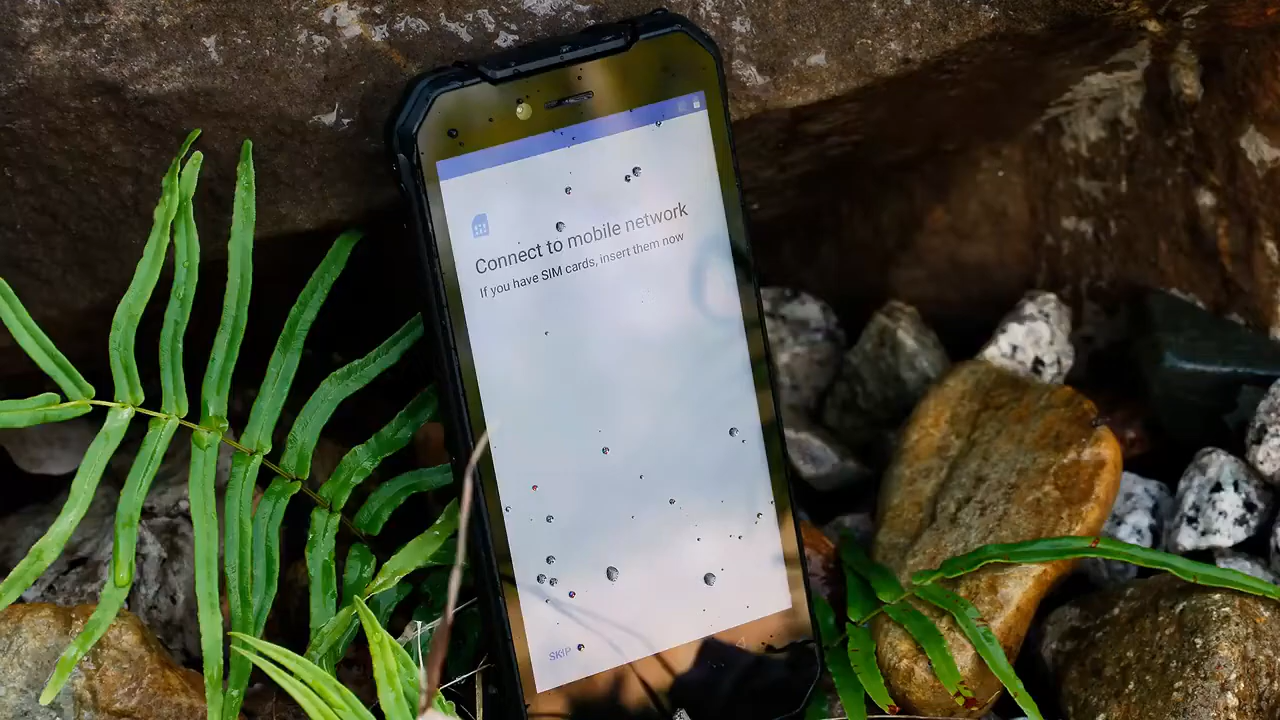 Connect to mobile network
If you have SIM cards, insert them now
SKIP